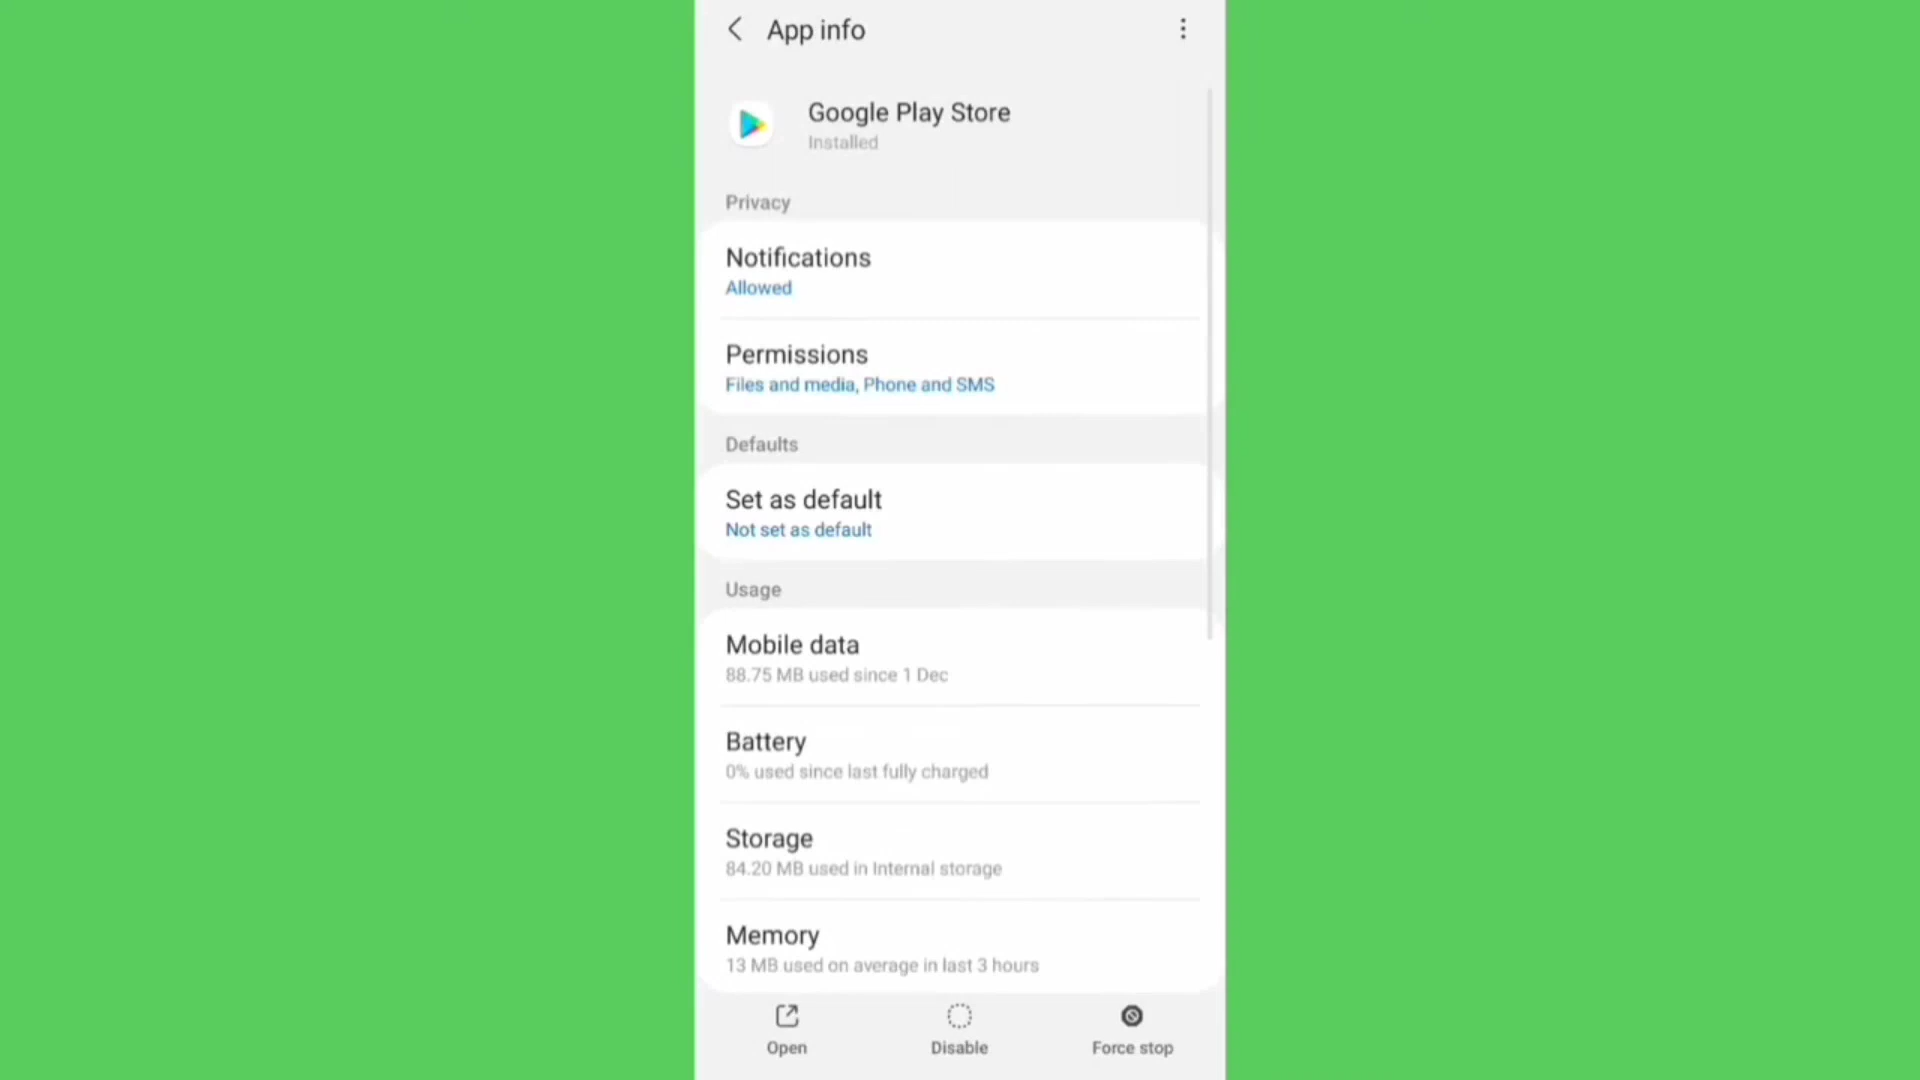 App info
Google Play Store
Installed
Privacy
Notifications
Allowed
Permissions
Files and media, Phone and SMS
Defaults
Set as default
Not set as default
Usage
Mobile data
88.75 MB used since 1 Dec
Battery
0% used since last fully charged
Storage
84.20 MB used in Internal storage
Memory
13 MB used on average in last 3 hours
Open
Disable
Force stop